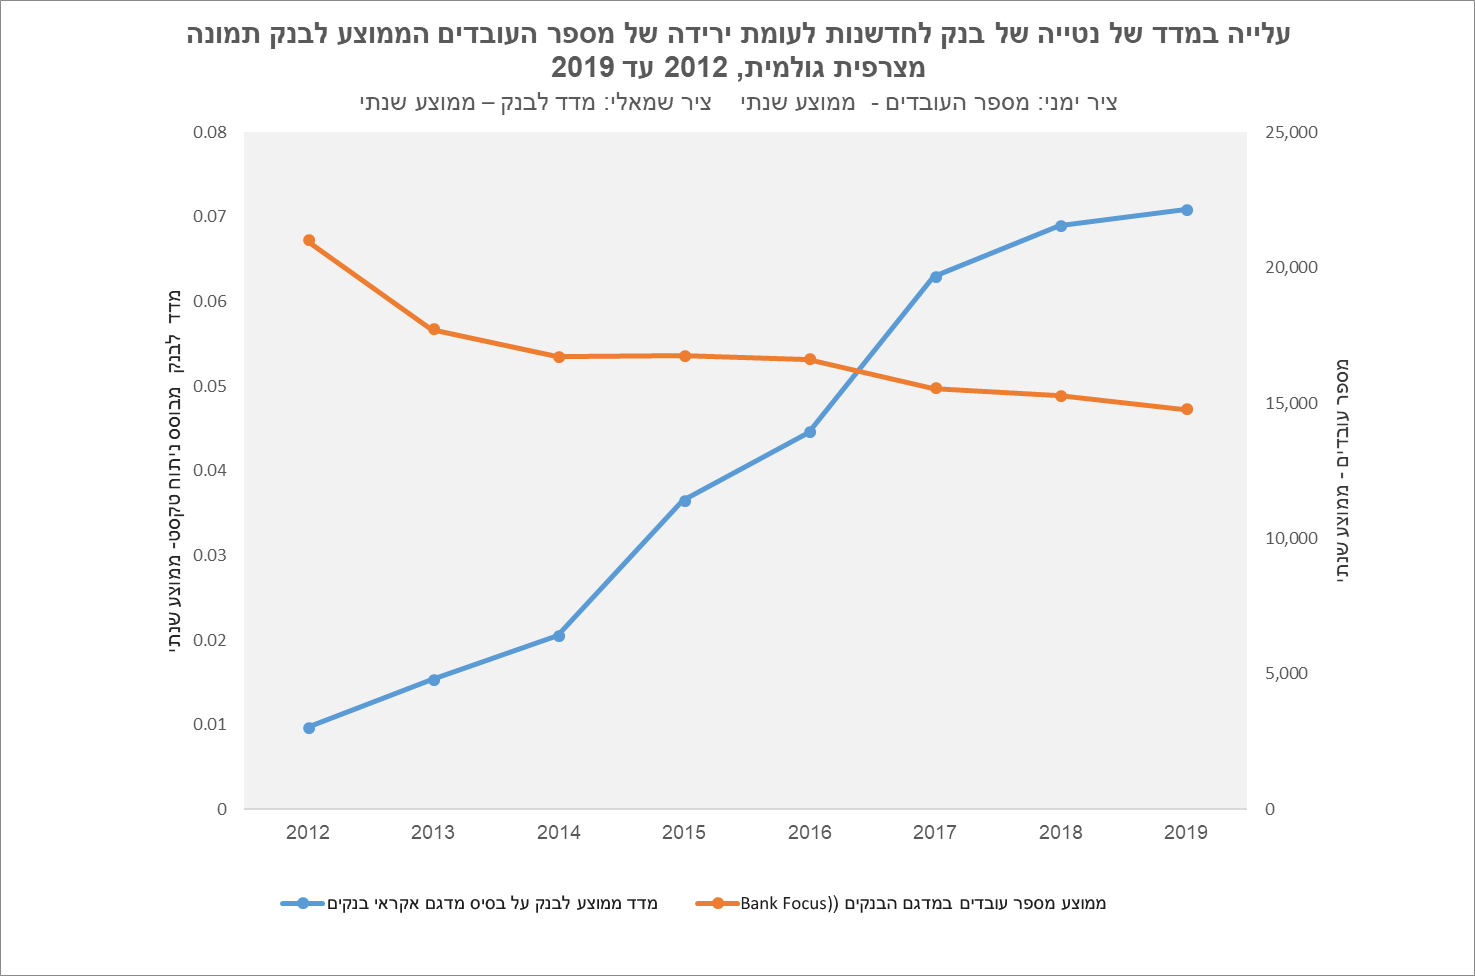 עלייה במדד של נטייה של בנק לחדשנות לעומת ירידה של מספר העובדים הממוצע לבנק תמונה
מצרפית גולמית, 2012 עד 2019
ציר ימני: מספר העובדים - ממוצע שנתי ציר שמאלי: מדד לבנק – ממוצע שנתי
0.08
0.07
0.06
0.05
0.04
0.03
0.02
0.01
0
מדד לבנק מבוסס ניתוח טקסט- ממוצע שנתי
25,000
20,000
15,000
10,000
5,000
0
מספר עובדים - ממוצע שנתי
2012 2013 2014 2015 2016 2017 2018 2019
מדד ממוצע לבנק על בסיס מדגם אקראי בנקים
ממוצע מספר עובדים במדגם הבנקים ((Bank Focus